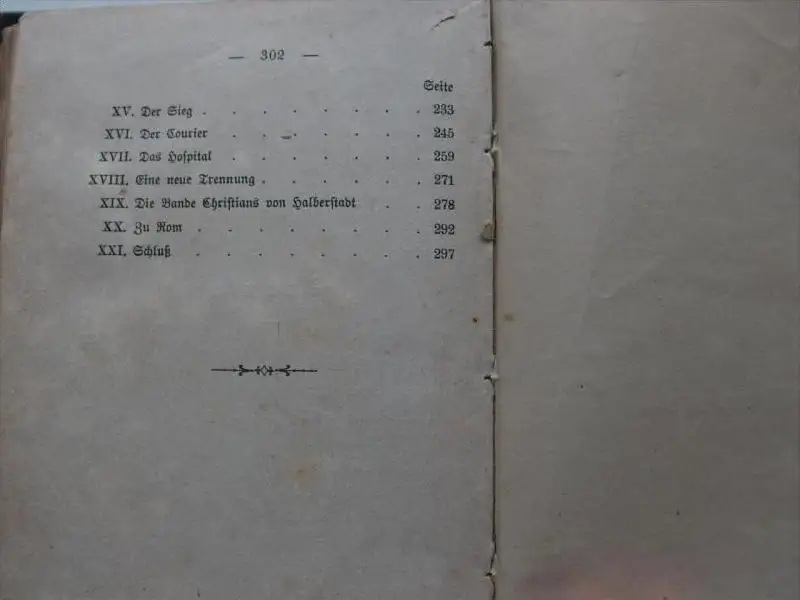 — 302 —
Seite
XV. Der Sieg . . . . . . . . 233
XVI. Der Courier . . . . . . . 245
XVII. Das Hoſpital . . . . . . . 259
XVIII. Eine neue Trennung . . . . . . 271
XIX. Die Bande Chriſtians von Halberſtadt . . 278
XX. Zu Rom . . . . . . . . 292
XXI. Schluß . . . . . . . . 297